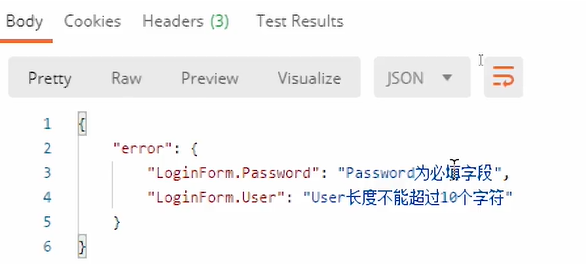 Body Cookies Headers (3) Test Results
Pretty Raw Preview Visualize JSON
1 {
2 "error": {
3 "LoginForm.Password": "Password为必填字段",
4 "LoginForm.User": "User长度不能超过10个字符"
5 }
6 }